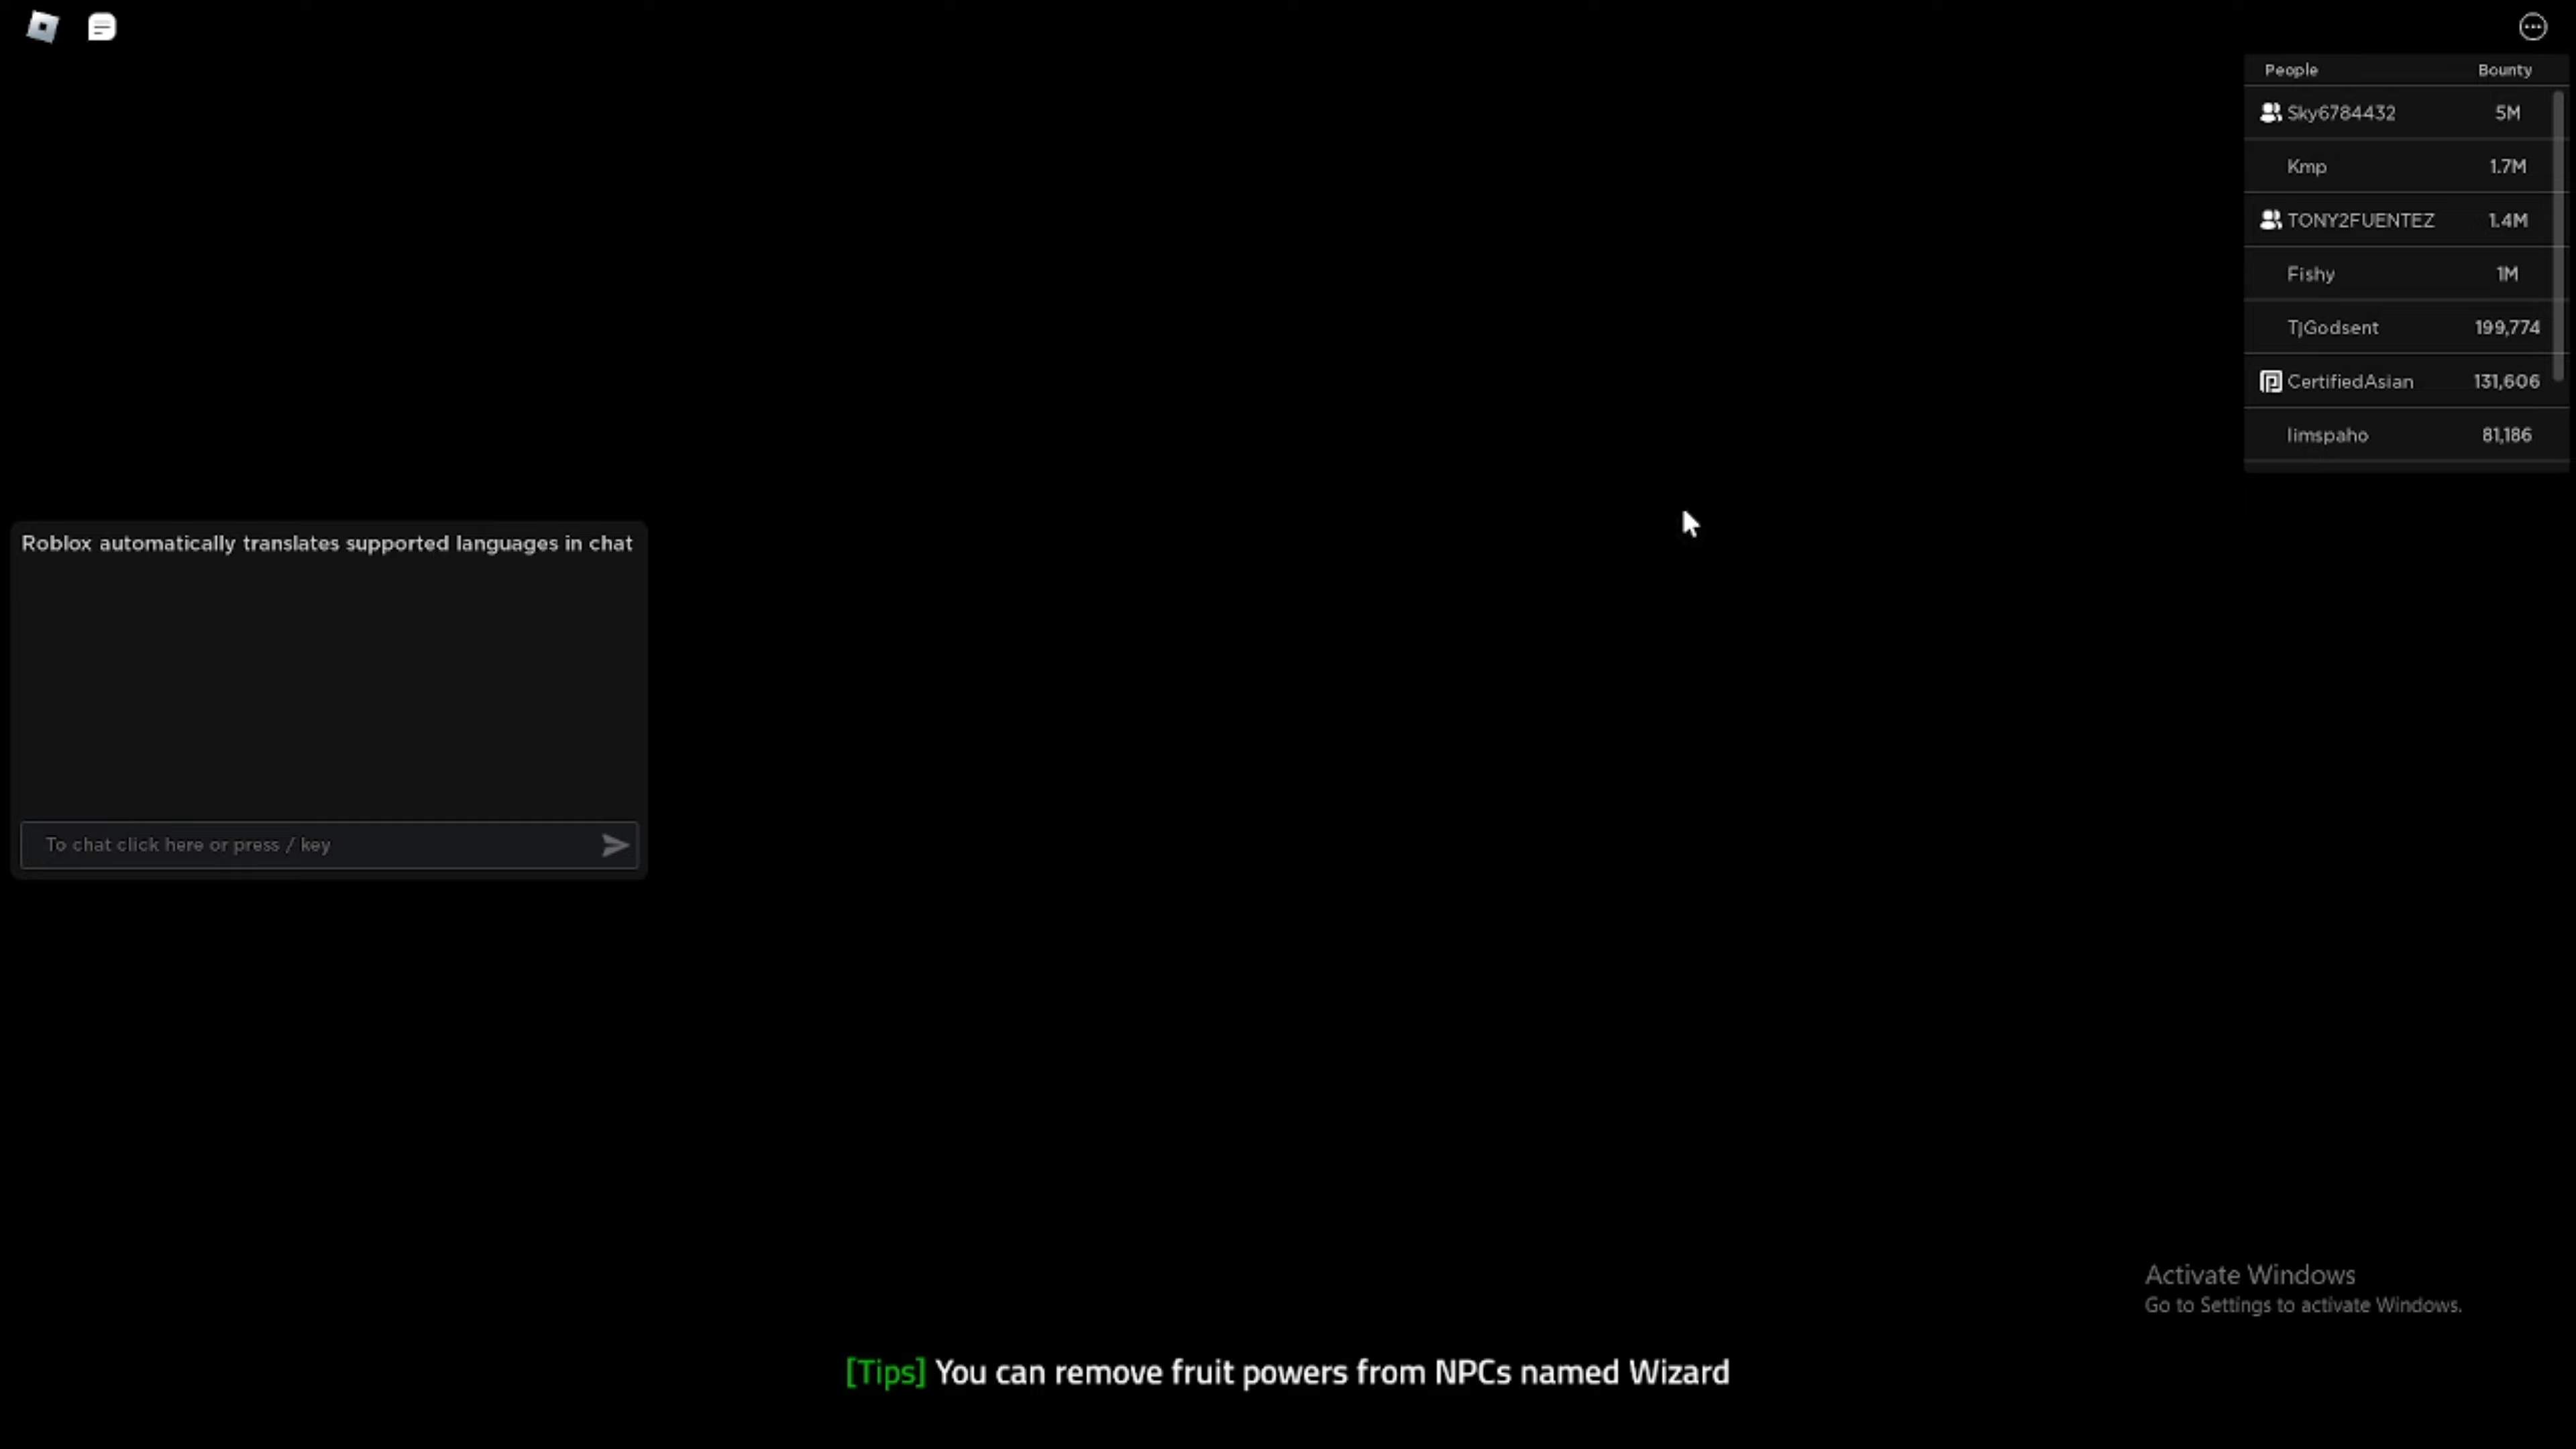 People Bounty
Sky6784432 5M
Kmp 1.7M
TONY2FUENTEZ 1.4M
Fishy 1M
TjGodsent 199,774
CertifiedAsian 131,606
limspaho 81,186
Roblox automatically translates supported languages in chat
To chat click here or press / key
Activate Windows
Go to Settings to activate Windows.
[Tips] You can remove fruit powers from NPCs named Wizard